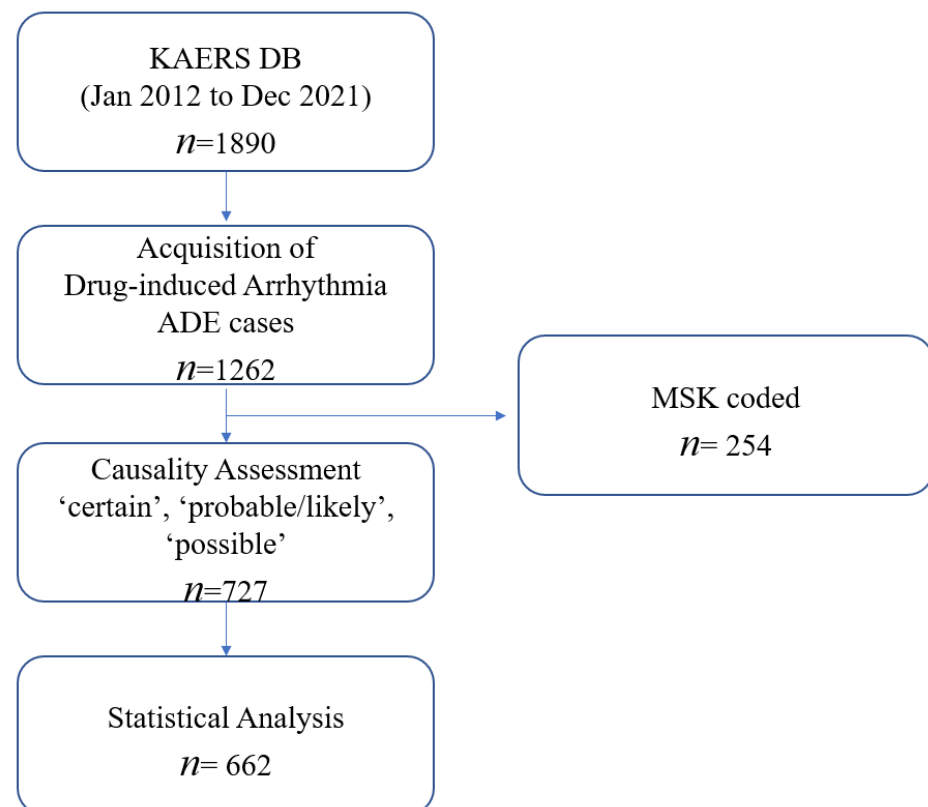 KAERS DB
(Jan 2012 to Dec 2021)
n=1890
Acquisition of
Drug-induced Arrhythmia
ADE cases
n=1262
MSK coded
n= 254
Causality Assessment
‘certain’, ‘probable/likely’,
‘possible’
n=727
Statistical Analysis
n= 662